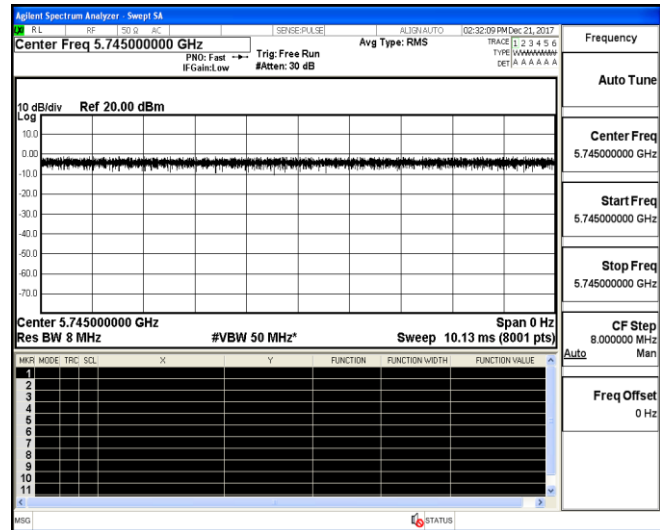 Agilent Spectrum Analyzer - Swept SA
RL RF 50 Ω AC SENSE:PULSE ALIGNAUTO 02:32:09 PM Dec 21, 2017
Center Freq 5.745000000 GHz
PNO: Fast
IFGain:Low
Trig: Free Run
#Atten: 30 dB
Avg Type: RMS
TRACE 1 2 3 4 5 6
TYPE
DET A A A A A A
10 dB/div Ref 20.00 dBm
Log
10.0
0.00
-10.0
-20.0
-30.0
-40.0
-50.0
-60.0
-70.0
Center 5.745000000 GHz Span 0 Hz
Res BW 8 MHz #VBW 50 MHz* Sweep 10.13 ms (8001 pts)
MKR MODE TRC SCL X Y FUNCTION FUNCTION WIDTH FUNCTION VALUE
1
2
3
4
5
6
7
8
9
10
11
MSG STATUS
Frequency
Auto Tune
Center Freq
5.745000000 GHz
Start Freq
5.745000000 GHz
Stop Freq
5.745000000 GHz
CF Step
8.000000 MHz
Auto Man
Freq Offset
0 Hz